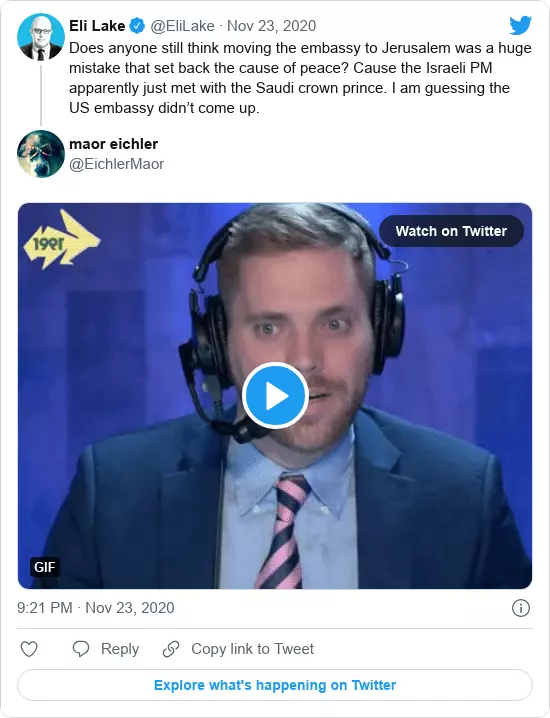 Eli Lake @EliLake · Nov 23, 2020
Does anyone still think moving the embassy to Jerusalem was a huge
mistake that set back the cause of peace? Cause the Israeli PM
apparently just met with the Saudi crown prince. I am guessing the
US embassy didn’t come up.
maor eichler
@EichlerMaor
Watch on Twitter
GIF
9:21 PM · Nov 23, 2020
Reply
Copy link to Tweet
Explore what's happening on Twitter